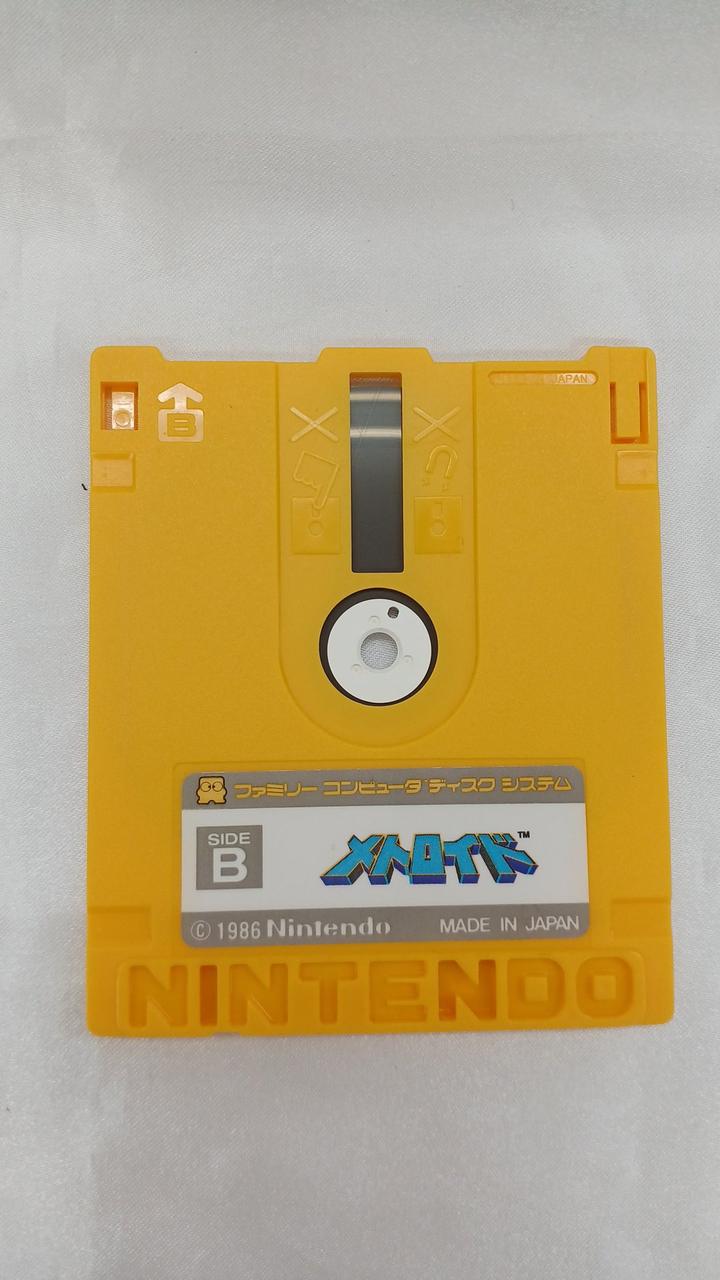 B
JAPAN
ファミリー コンピュータ ディスク システム
SIDE
B
メトロイド™
© 1986 Nintendo MADE IN JAPAN
NINTENDO